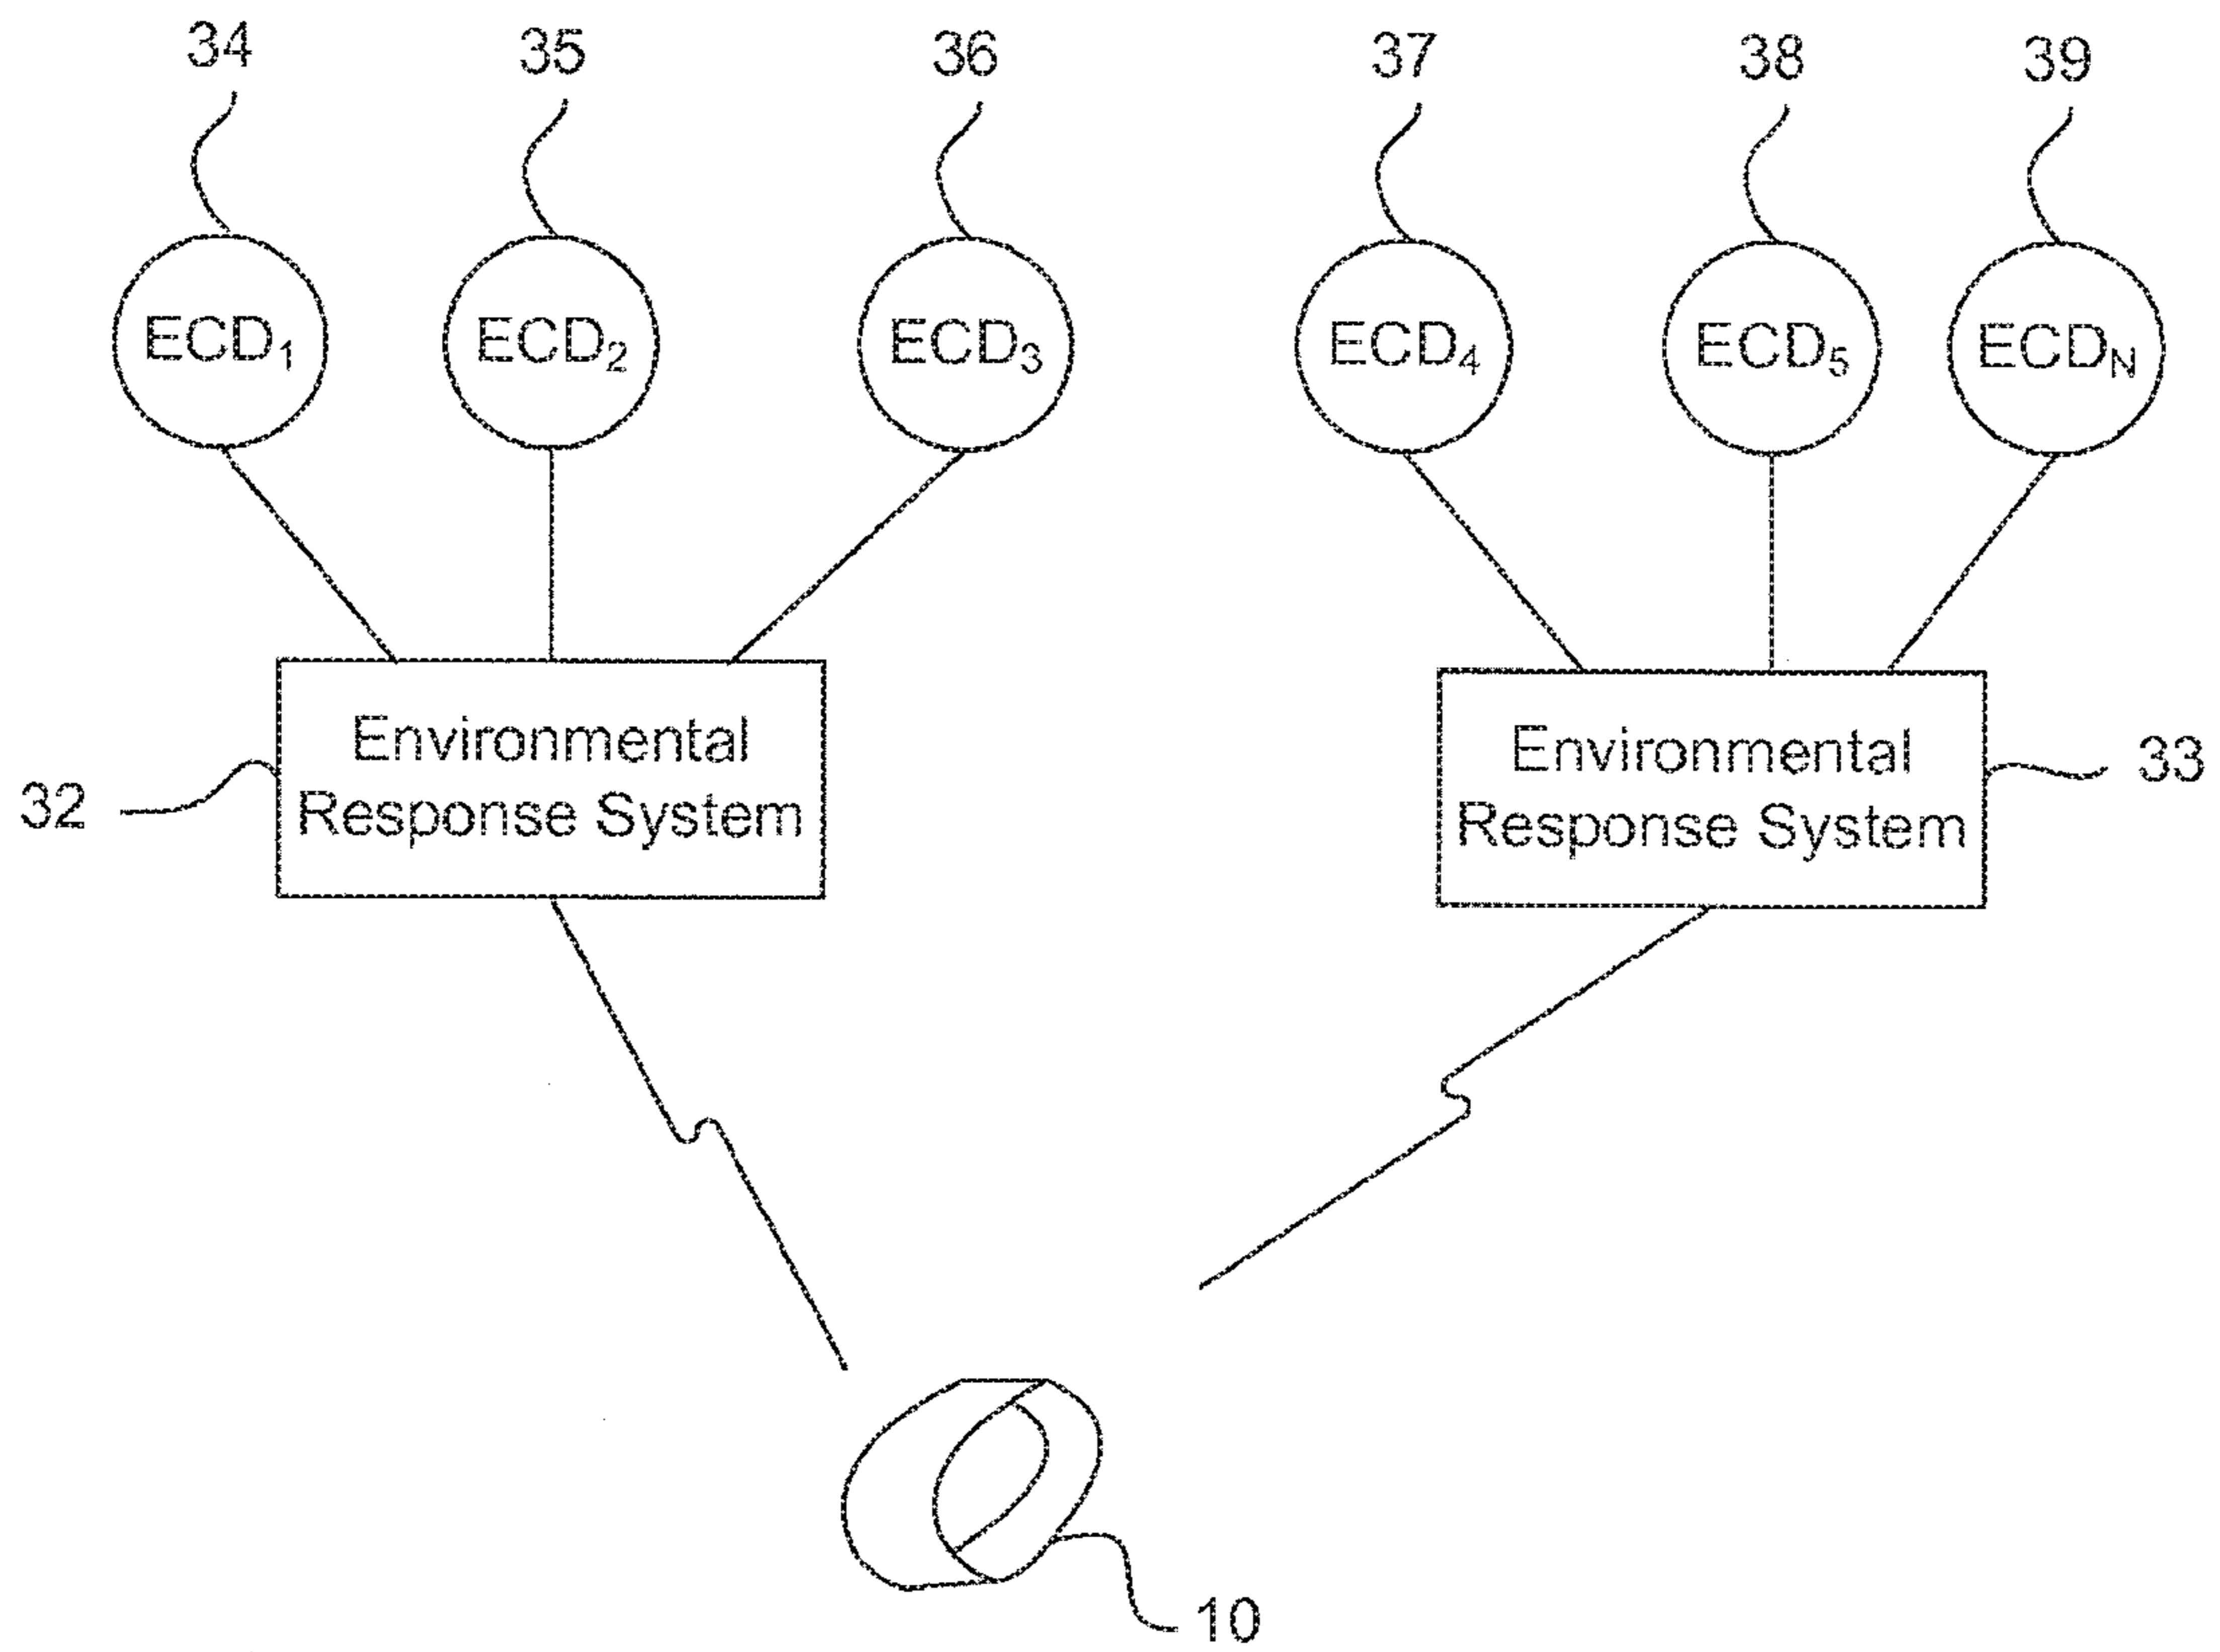 34
35
36
37
38
39
ECD₁
ECD₂
ECD₃
ECD₄
ECD₅
ECD_N
Environmental
Response System
32
Environmental
Response System
33
10